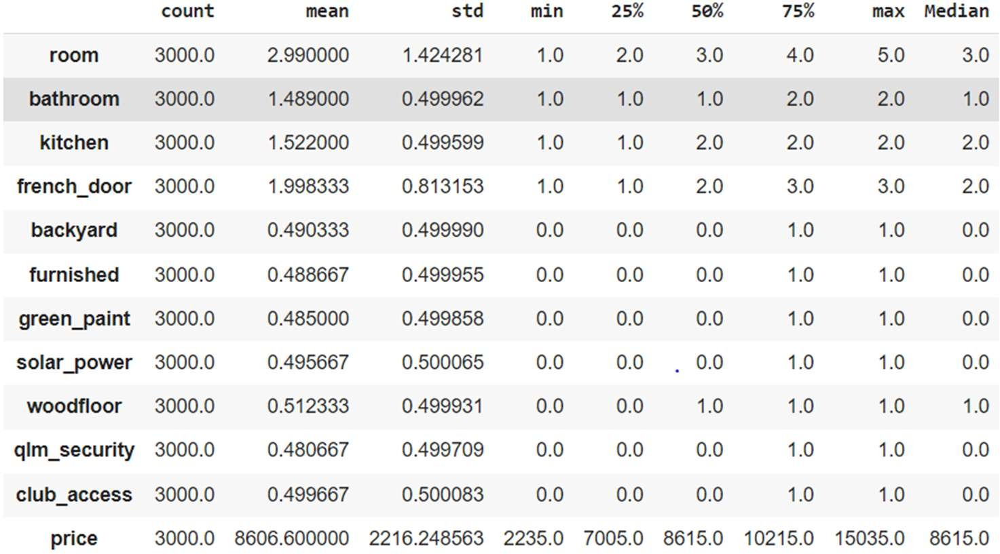 count mean std min 25% 50% 75% max Median
room 3000.0 2.990000 1.424281 1.0 2.0 3.0 4.0 5.0 3.0
bathroom 3000.0 1.489000 0.499962 1.0 1.0 1.0 2.0 2.0 1.0
kitchen 3000.0 1.522000 0.499599 1.0 1.0 2.0 2.0 2.0 2.0
french_door 3000.0 1.998333 0.813153 1.0 1.0 2.0 3.0 3.0 2.0
backyard 3000.0 0.490333 0.499990 0.0 0.0 0.0 1.0 1.0 0.0
furnished 3000.0 0.488667 0.499955 0.0 0.0 0.0 1.0 1.0 0.0
green_paint 3000.0 0.485000 0.499858 0.0 0.0 0.0 1.0 1.0 0.0
solar_power 3000.0 0.495667 0.500065 0.0 0.0 0.0 1.0 1.0 0.0
woodfloor 3000.0 0.512333 0.499931 0.0 0.0 1.0 1.0 1.0 1.0
qlm_security 3000.0 0.480667 0.499709 0.0 0.0 0.0 1.0 1.0 0.0
club_access 3000.0 0.499667 0.500083 0.0 0.0 0.0 1.0 1.0 0.0
price 3000.0 8606.600000 2216.248563 2235.0 7005.0 8615.0 10215.0 15035.0 8615.0